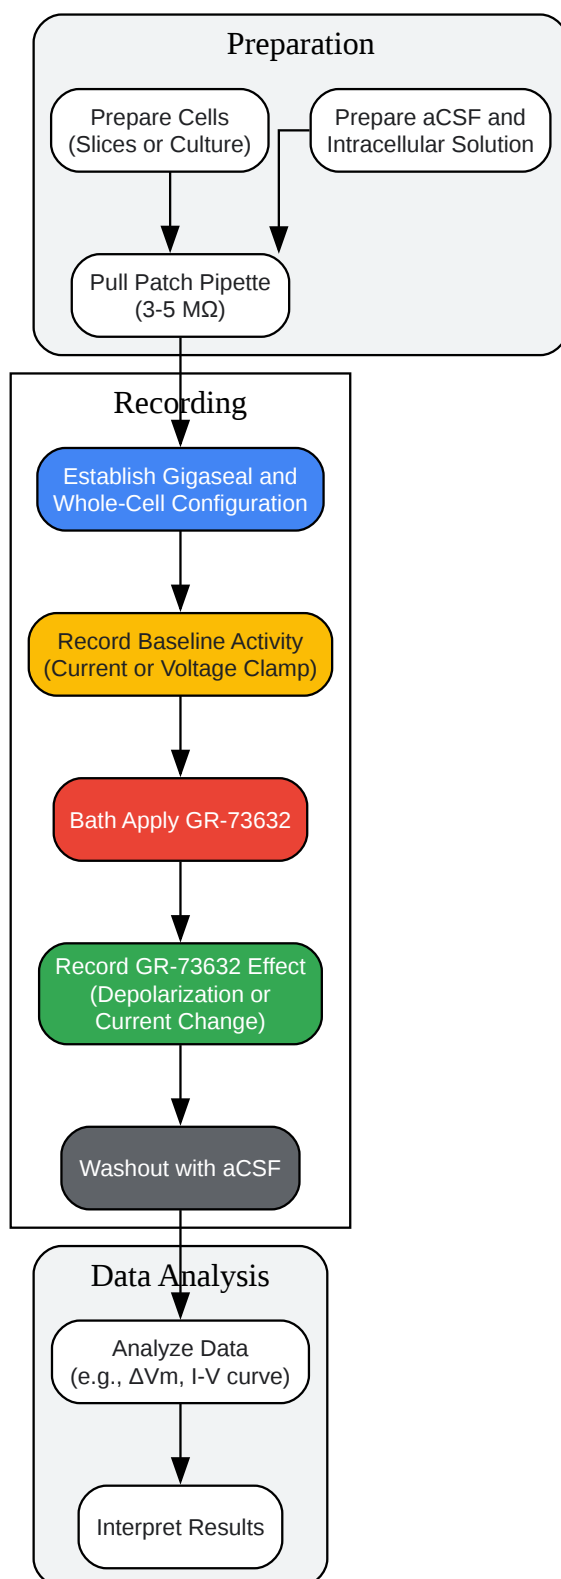 Preparation
Prepare Cells
(Slices or Culture)
Prepare aCSF and
Intracellular Solution
Pull Patch Pipette
(3-5 MΩ)
Recording
Establish Gigaseal and
Whole-Cell Configuration
Record Baseline Activity
(Current or Voltage Clamp)
Bath Apply GR-73632
Record GR-73632 Effect
(Depolarization or
Current Change)
Washout with aCSF
Data Analysis
Analyze Data
(e.g., ΔVm, I-V curve)
Interpret Results